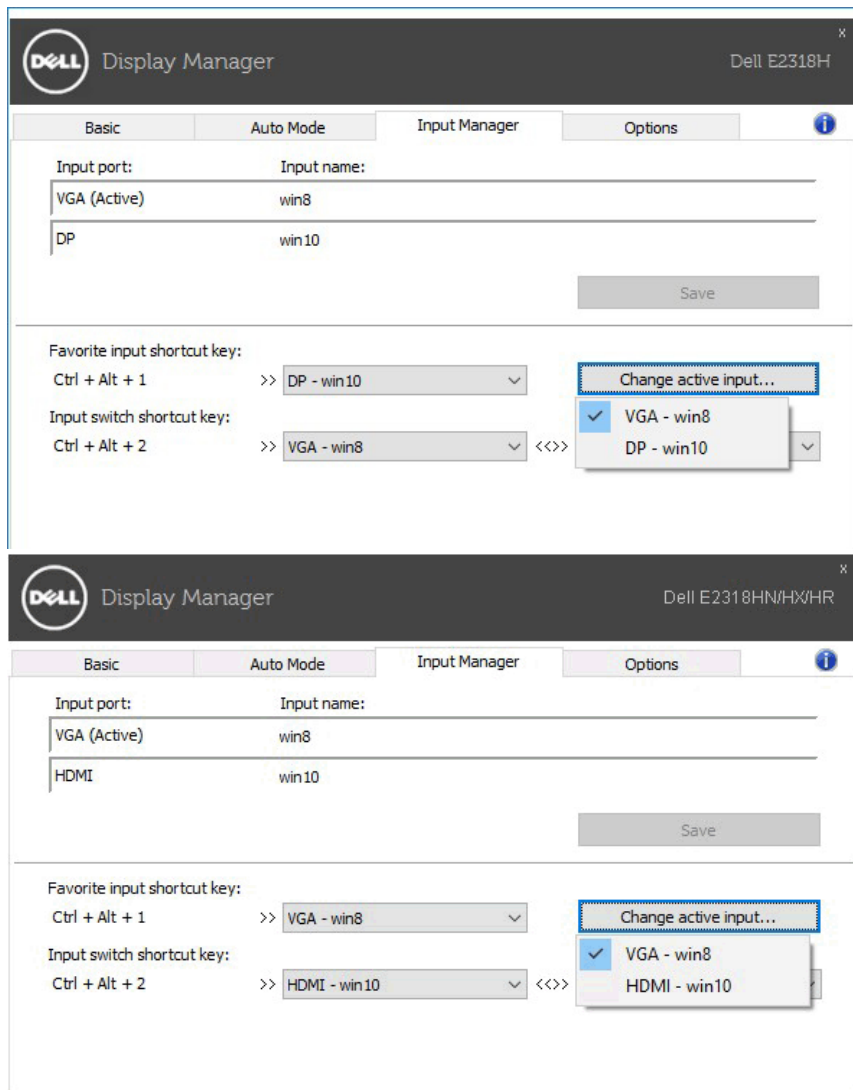 DELL Display Manager x
Dell E2318H
Basic Auto Mode Input Manager Options i
Input port: Input name:
VGA (Active) win8
DP win10
Save
Favorite input shortcut key:
Ctrl + Alt + 1 >> DP - win10 Change active input...
Input switch shortcut key: VGA - win8
Ctrl + Alt + 2 >> VGA - win8 <<>> DP - win10
DELL Display Manager x
Dell E2318HN/HX/HR
Basic Auto Mode Input Manager Options i
Input port: Input name:
VGA (Active) win8
HDMI win10
Save
Favorite input shortcut key:
Ctrl + Alt + 1 >> VGA - win8 Change active input...
Input switch shortcut key: VGA - win8
Ctrl + Alt + 2 >> HDMI - win10 <<>> HDMI - win10